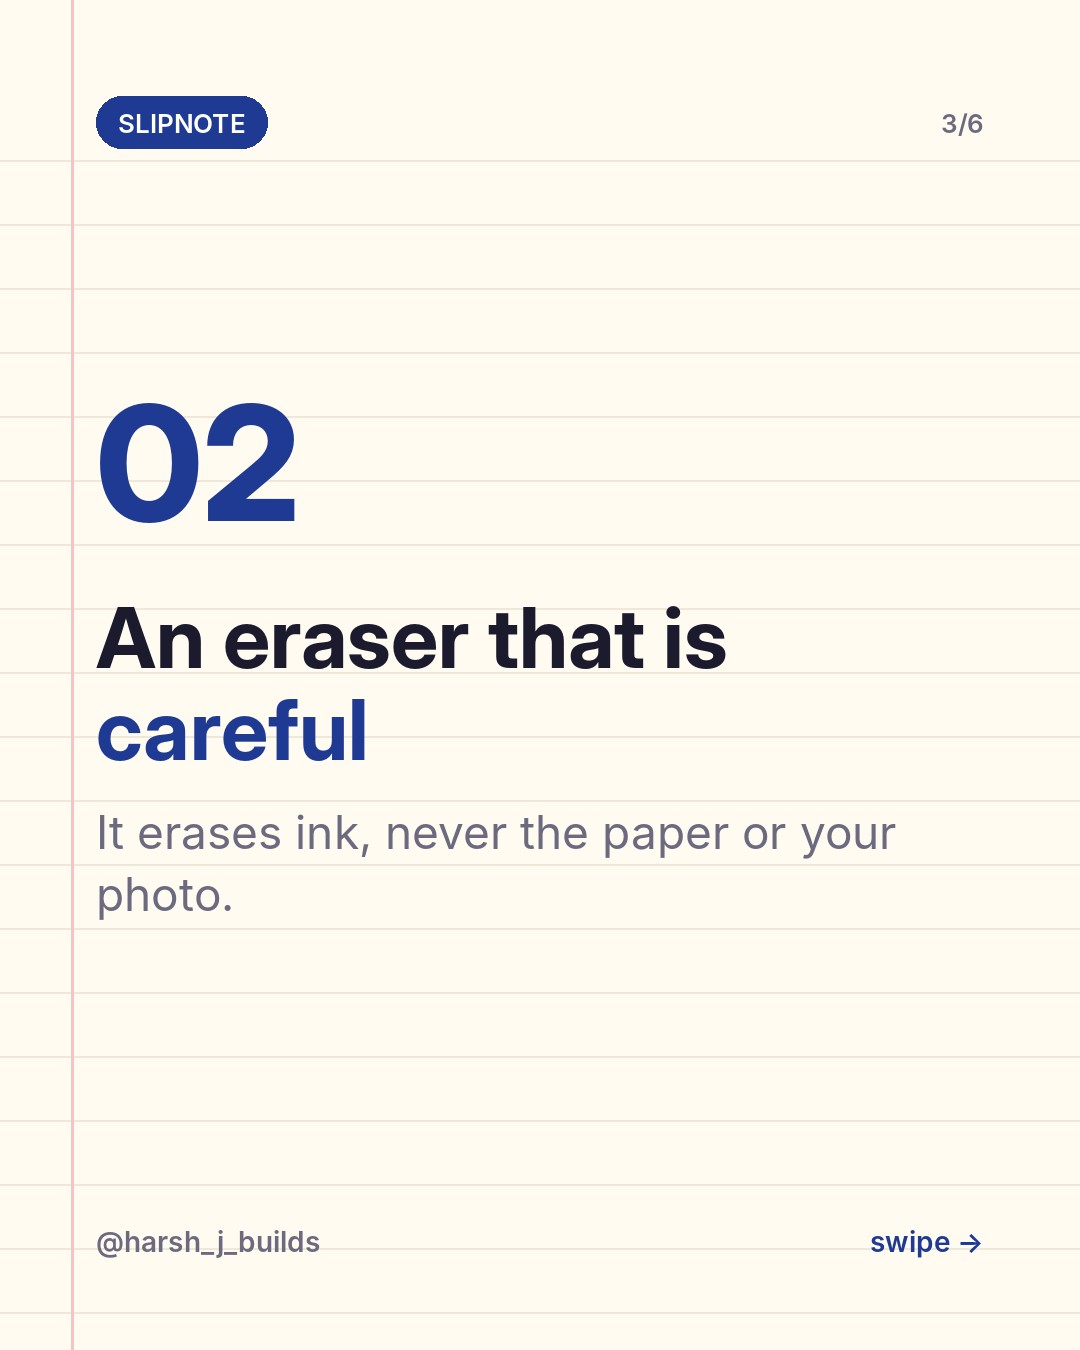 SLIPNOTE
3/6
02
An eraser that is
careful
It erases ink, never the paper or your
photo.
@harsh_j_builds
swipe →